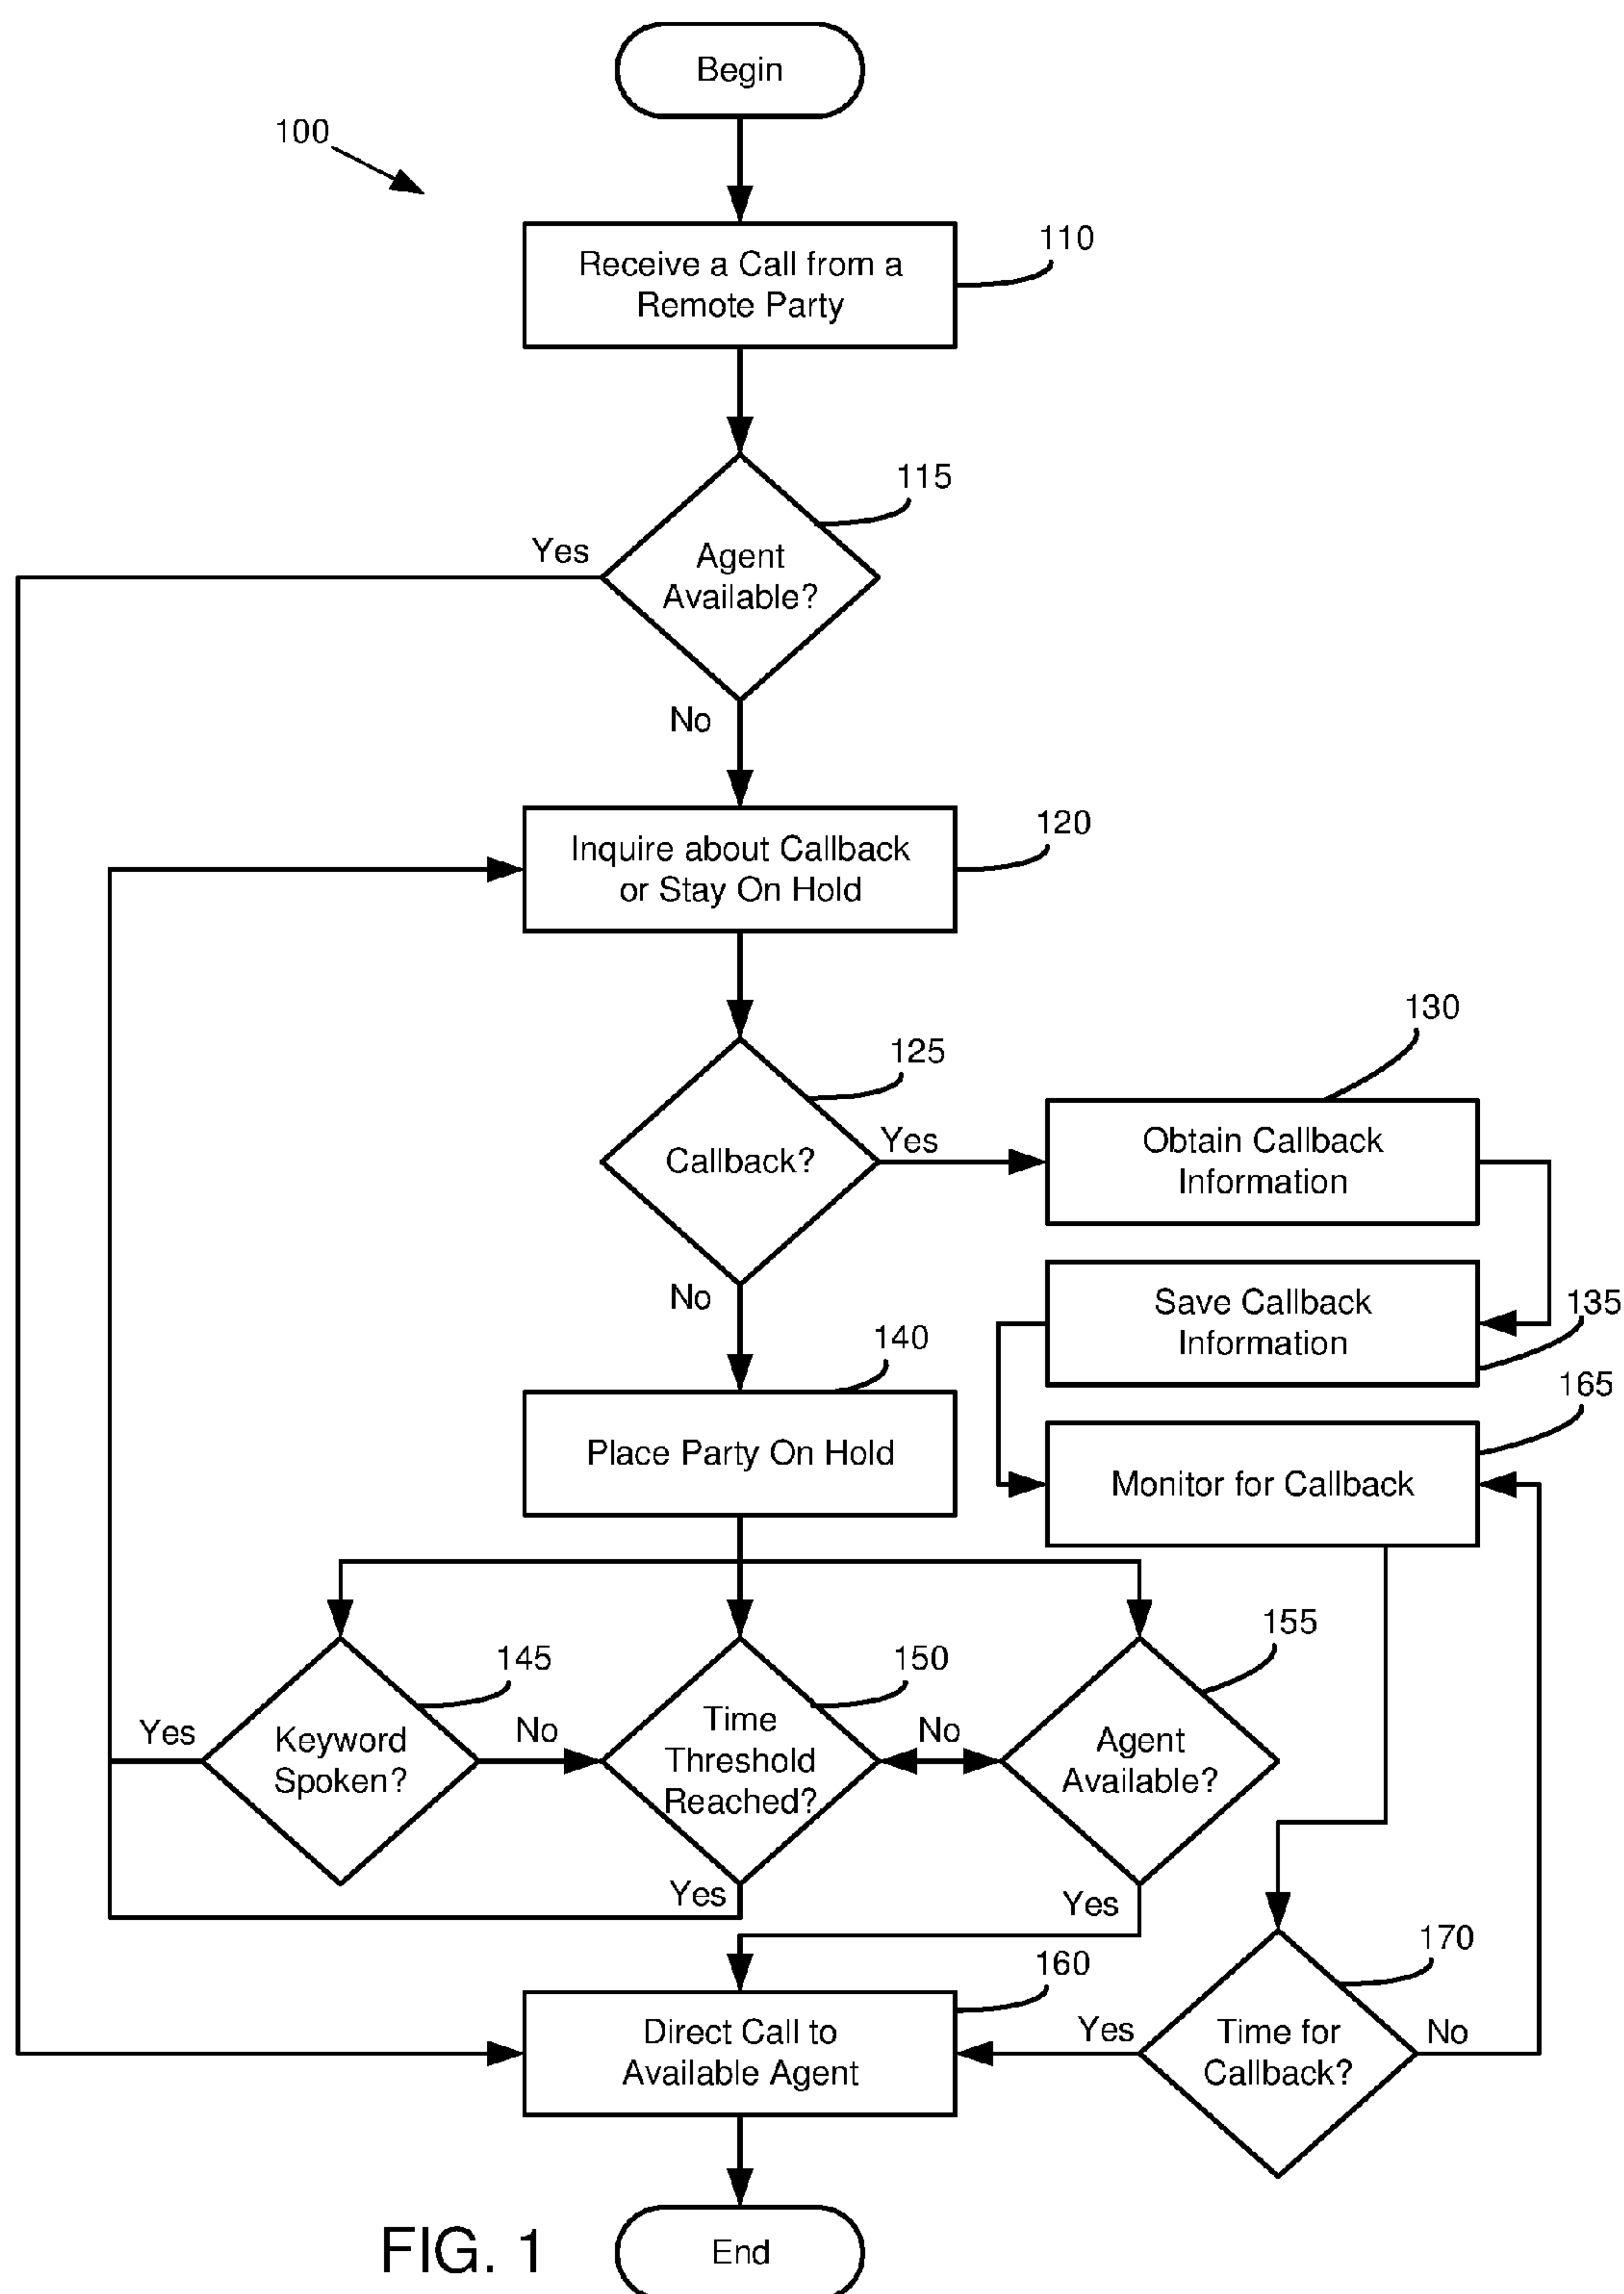 Begin
100
110
Receive a Call from a
Remote Party
115
Yes
Agent
Available?
No
120
Inquire about Callback
or Stay On Hold
125
130
Callback?
Yes
Obtain Callback
Information
No
135
Save Callback
Information
140
165
Place Party On Hold
Monitor for Callback
145
150
155
Yes
Keyword
Spoken?
No
Time
Threshold
Reached?
No
Agent
Available?
Yes
Yes
160
170
Direct Call to
Available Agent
Yes
Time for
Callback?
No
FIG. 1
End